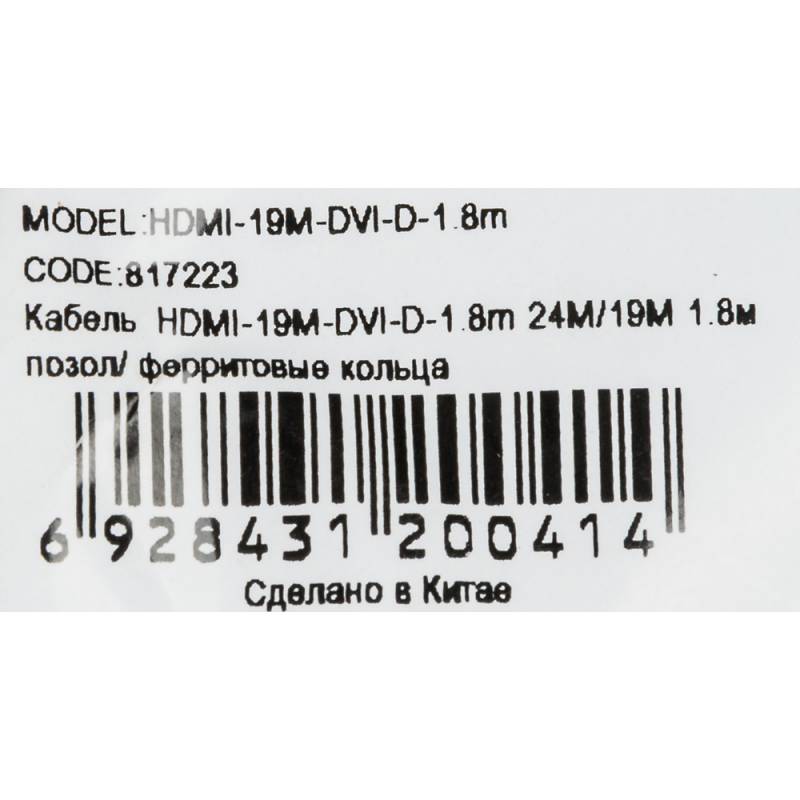 MODEL:HDMI-19M-DVI-D-1.8m
CODE:817223
Кабель HDMI-19M-DVI-D-1.8m 24M/19M 1.8м
позол/ ферритовые кольца
6 928431 200414
Сделано в Китае